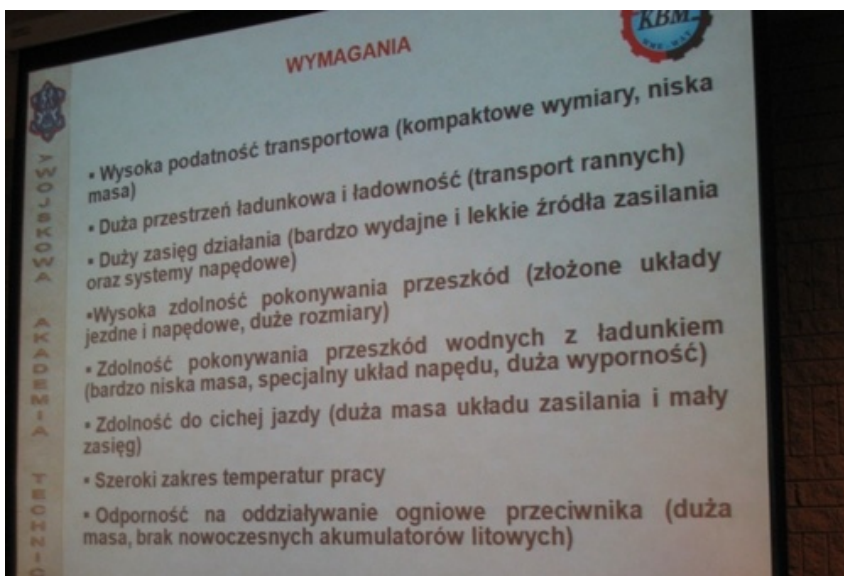 WYMAGANIA
KBM
WME WAT
WOJSKOWA AKADEMIA TECHNIC
▪ Wysoka podatność transportowa (kompaktowe wymiary, niska
masa)
▪ Duża przestrzeń ładunkowa i ładowność (transport rannych)
▪ Duży zasięg działania (bardzo wydajne i lekkie źródła zasilania
oraz systemy napędowe)
▪Wysoka zdolność pokonywania przeszkód (złożone układy
jezdne i napędowe, duże rozmiary)
▪ Zdolność pokonywania przeszkód wodnych z ładunkiem
(bardzo niska masa, specjalny układ napędu, duża wyporność)
▪ Zdolność do cichej jazdy (duża masa układu zasilania i mały
zasięg)
▪ Szeroki zakres temperatur pracy
▪ Odporność na oddziaływanie ogniowe przeciwnika (duża
masa, brak nowoczesnych akumulatorów litowych)